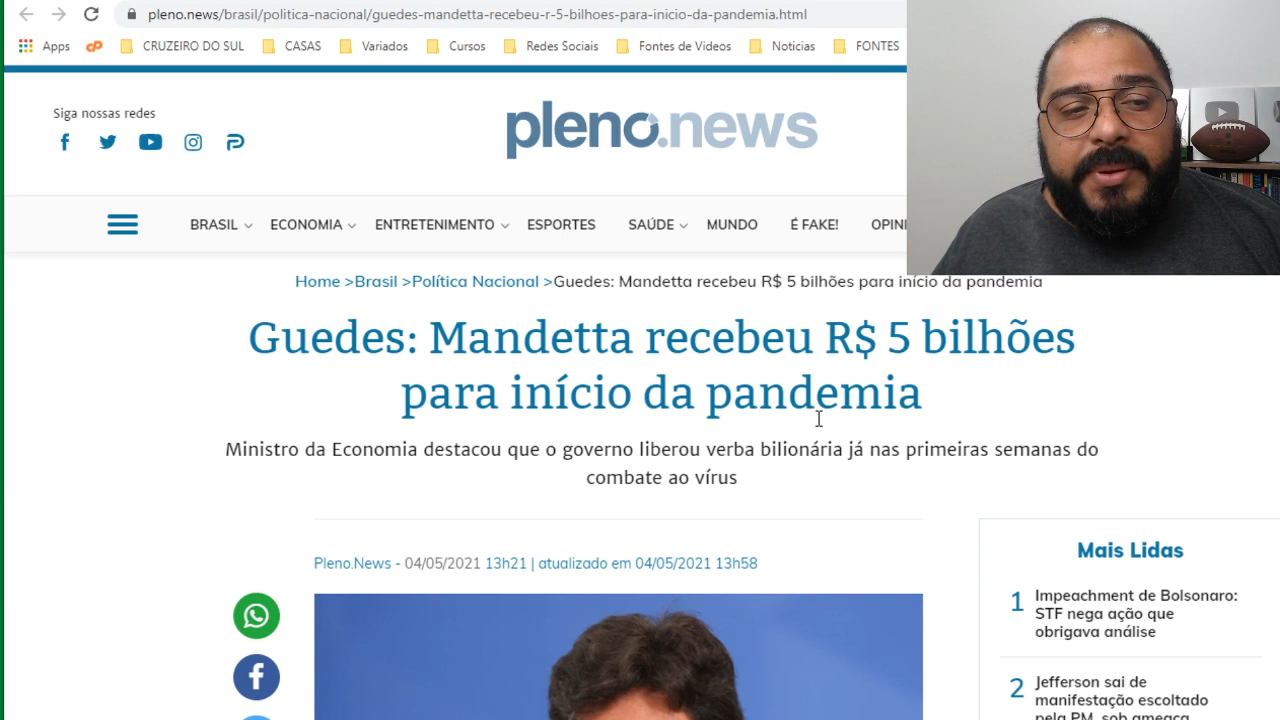 pleno.news/brasil/politica-nacional/guedes-mandetta-recebeu-r-5-bilhoes-para-inicio-da-pandemia.html
Apps CRUZEIRO DO SUL CASAS Variados Cursos Redes Sociais Fontes de Videos Noticias FONTES
Siga nossas redes
pleno.news
BRASIL ECONOMIA ENTRETENIMENTO ESPORTES SAÚDE MUNDO É FAKE! OPINI
Home >Brasil >Política Nacional >Guedes: Mandetta recebeu R$ 5 bilhões para início da pandemia
Guedes: Mandetta recebeu R$ 5 bilhões
para início da pandemia
Ministro da Economia destacou que o governo liberou verba bilionária já nas primeiras semanas do
combate ao vírus
Pleno.News - 04/05/2021 13h21 | atualizado em 04/05/2021 13h58
Mais Lidas
1 Impeachment de Bolsonaro:
STF nega ação que
obrigava análise
2 Jefferson sai de
manifestação escoltado
pela PM, sob ameaça